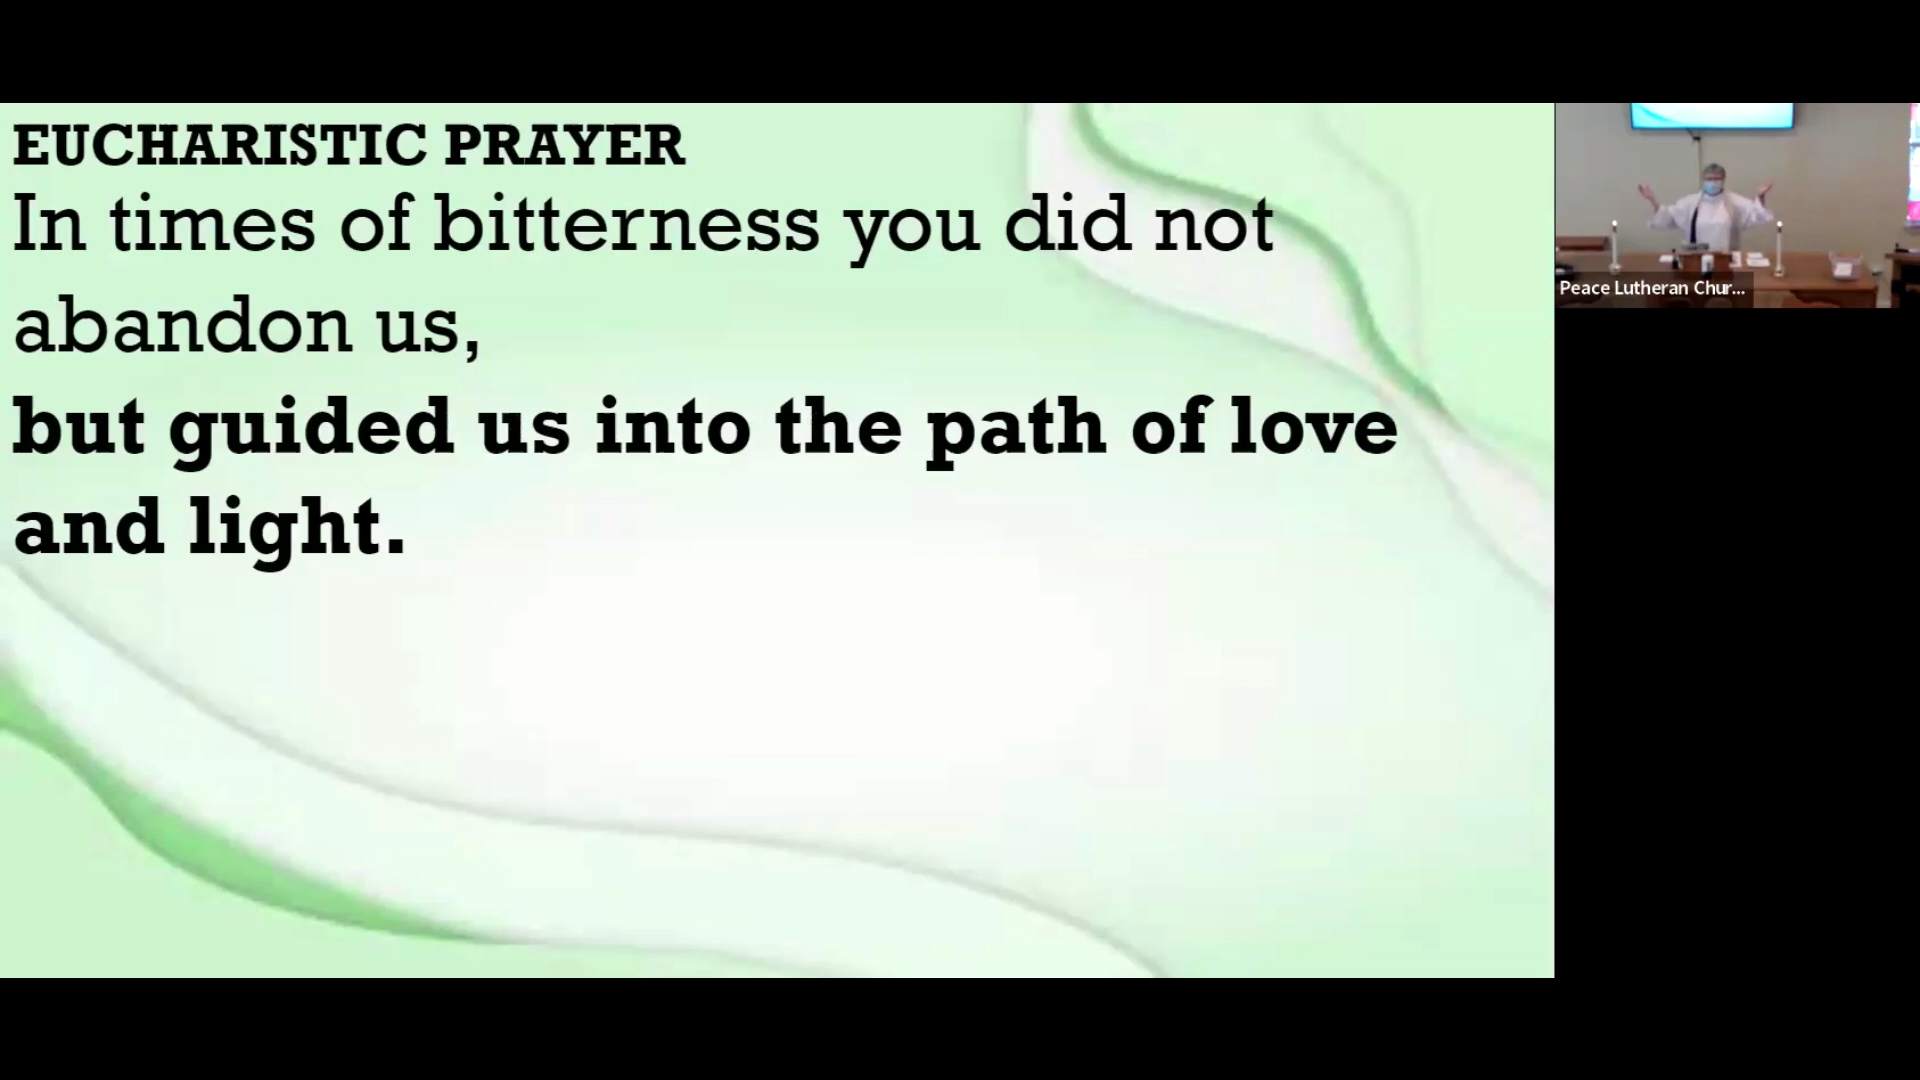 EUCHARISTIC PRAYER
In times of bitterness you did not
abandon us,
but guided us into the path of love
and light.
Peace Lutheran Chur...